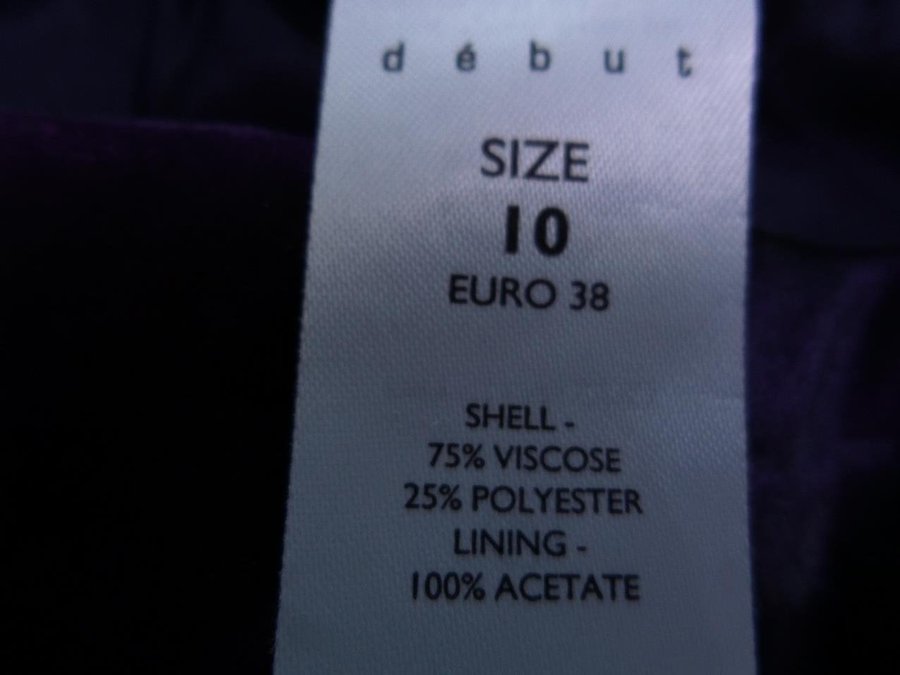 début
SIZE
10
EURO 38
SHELL -
75% VISCOSE
25% POLYESTER
LINING -
100% ACETATE